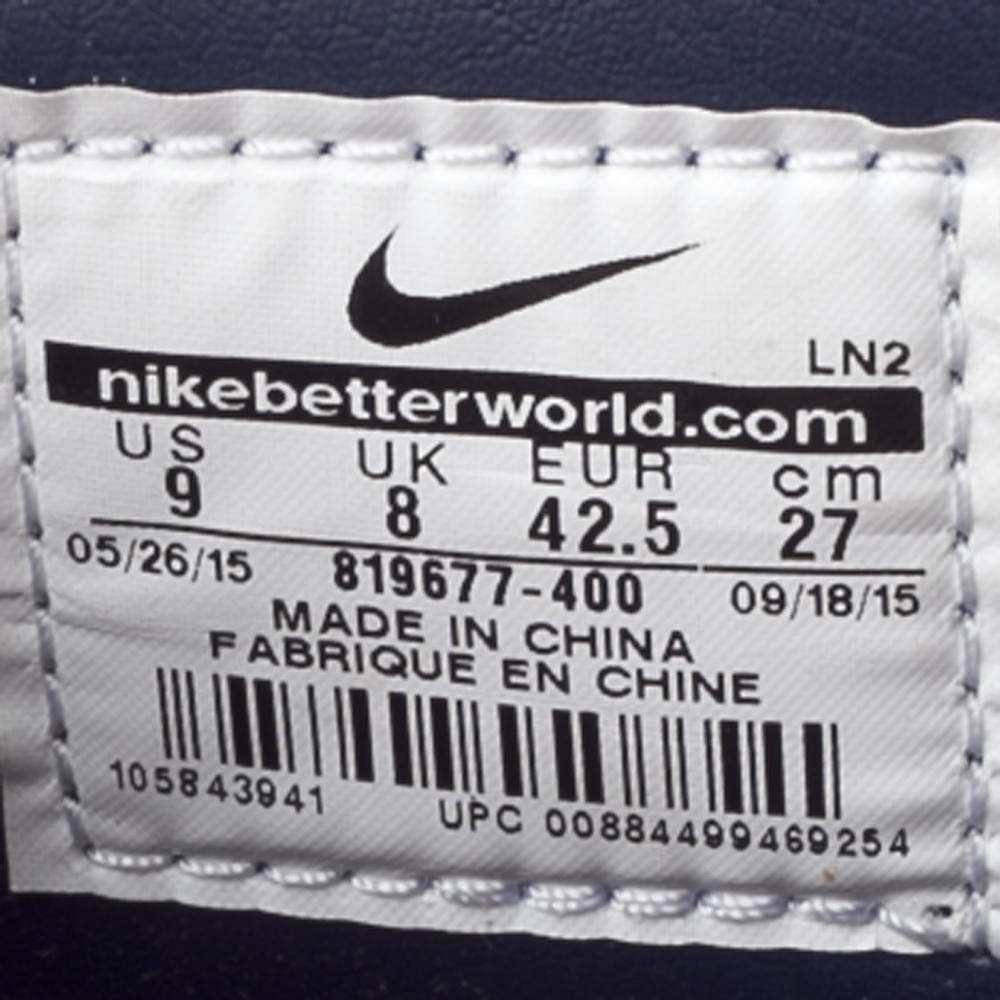 LN2
nikebetterworld.com
US UK EUR cm
9 8 42.5 27
05/26/15 819677-400 09/18/15
MADE IN CHINA
FABRIQUE EN CHINE
105843941 UPC 00884499469254